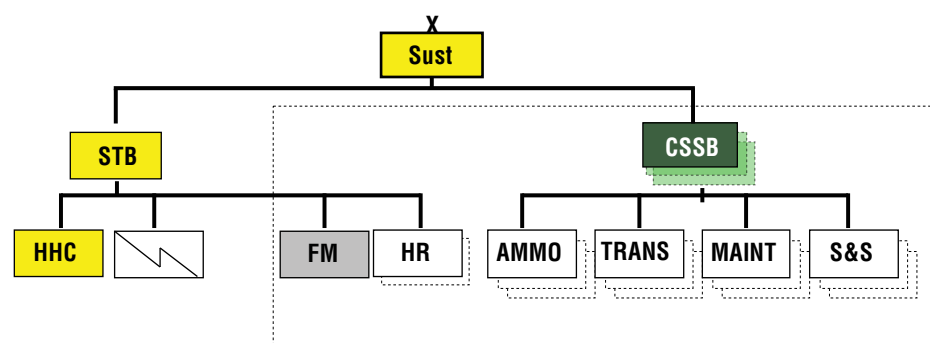 X
Sust
STB
CSSB
HHC
FM
HR
AMMO
TRANS
MAINT
S&S